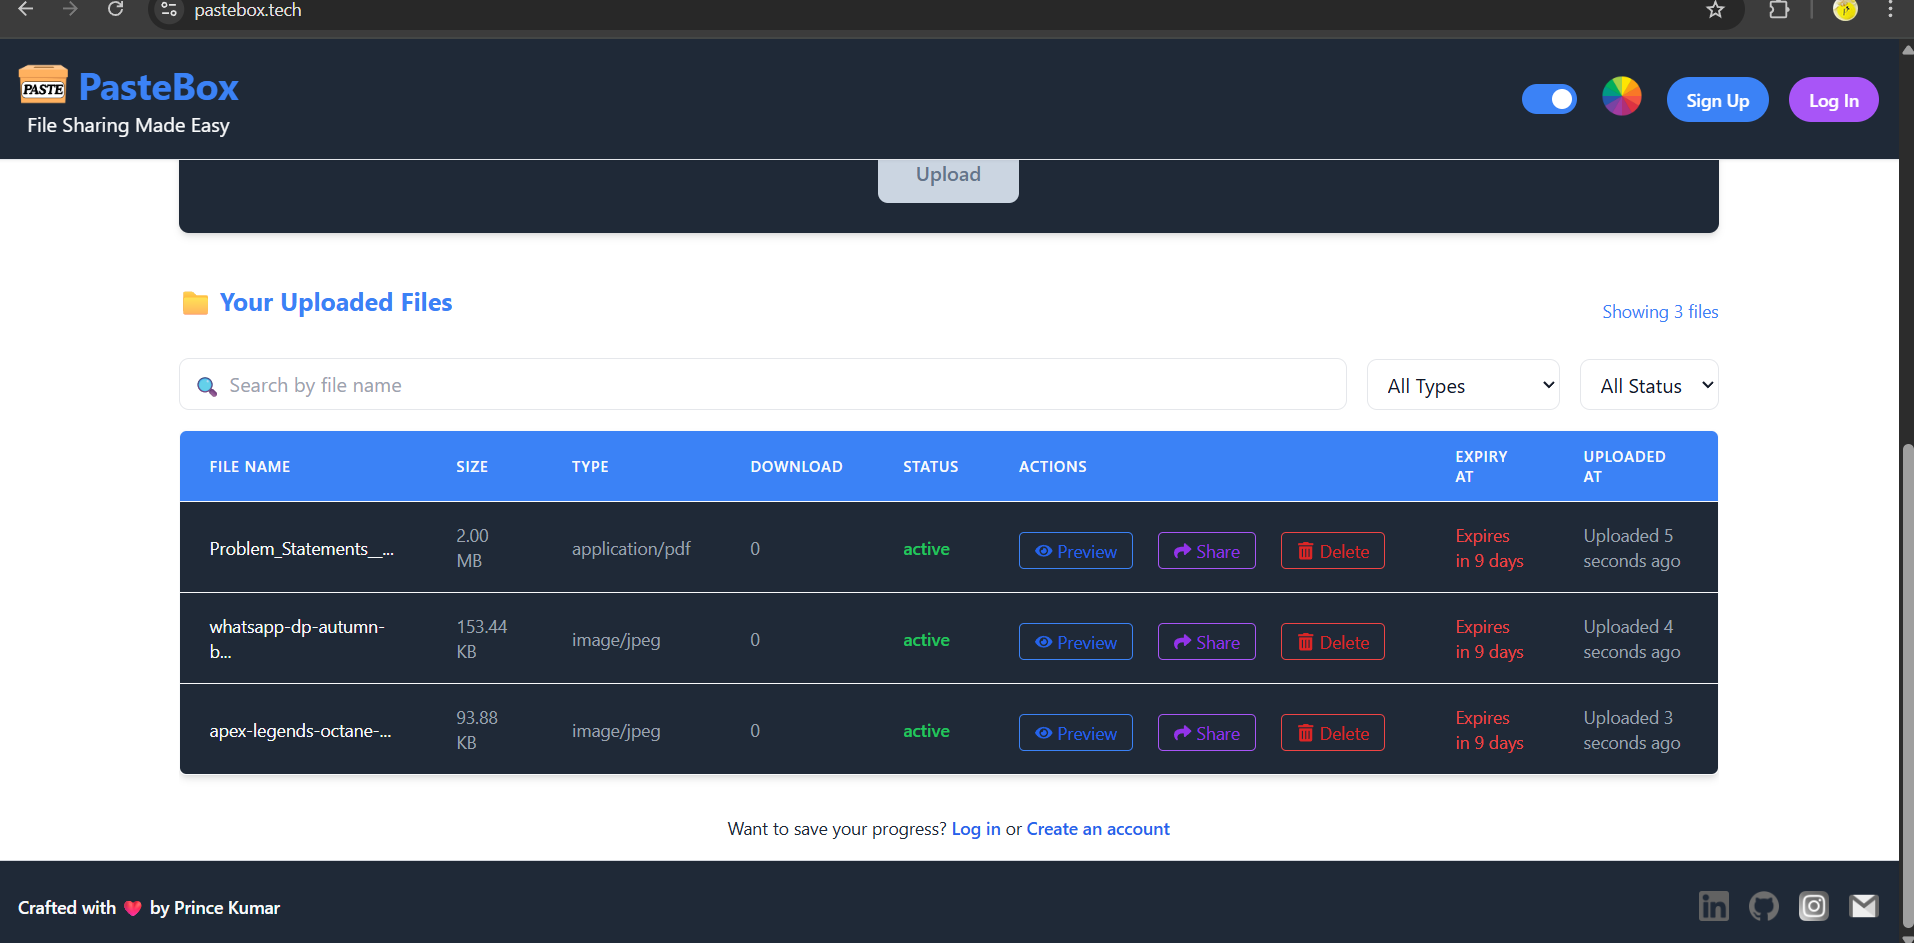 pastebox.tech
PASTE PasteBox
File Sharing Made Easy
Sign Up
Log In
Upload
Your Uploaded Files
Showing 3 files
Search by file name
All Types
All Status
FILE NAME SIZE TYPE DOWNLOAD STATUS ACTIONS EXPIRY AT UPLOADED AT
Problem_Statements__... 2.00 MB application/pdf 0 active Preview Share Delete Expires in 9 days Uploaded 5 seconds ago
whatsapp-dp-autumn-b... 153.44 KB image/jpeg 0 active Preview Share Delete Expires in 9 days Uploaded 4 seconds ago
apex-legends-octane-... 93.88 KB image/jpeg 0 active Preview Share Delete Expires in 9 days Uploaded 3 seconds ago
Want to save your progress? Log in or Create an account
Crafted with ❤️ by Prince Kumar
in